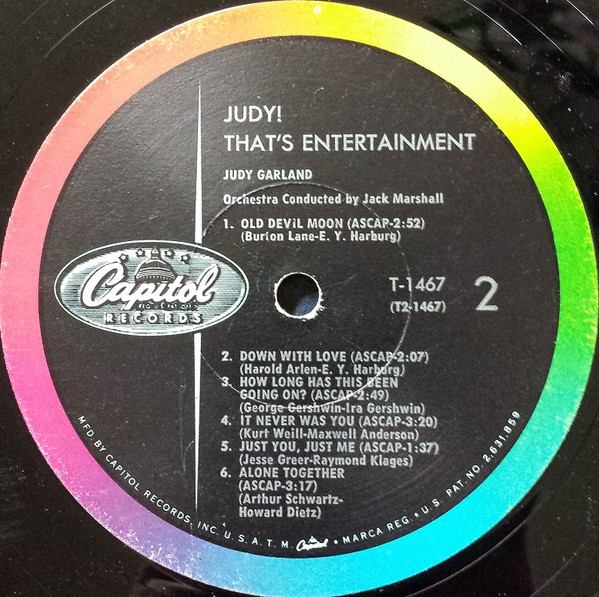 JUDY!
THAT'S ENTERTAINMENT
JUDY GARLAND
Orchestra Conducted by Jack Marshall
1. OLD DEViL MOON (ASCAP-2:52)
(Burton Lane-E. Y. Harburg)
Capitol
REG. U.S. PAT. OFF.
RECORDS
T-1467
(T2-1467)
2
2. DOWN WITH LOVE (ASCAP-2:07)
(Harold Arlen-E. Y. Harburg)
3. HOW LONG HAS THIS BEEN
GOING ON? (ASCAP-2:49)
(George Gershwin-Ira Gershwin)
4. IT NEVER WAS YOU (ASCAP-3:20)
(Kurt Weill-Maxwell Anderson)
5. JUST YOU, JUST ME (ASCAP-1:37)
(Jesse Greer-Raymond Klages)
6. ALONE TOGETHER
(ASCAP-3:17)
(Arthur Schwartz-
Howard Dietz)
MFD. BY CAPITOL RECORDS, INC. U.S.A. T.M. Capitol • MARCA REG. • U.S. PAT. NO. 2,631,859